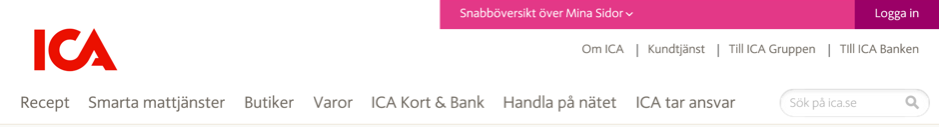 Snabböversikt över Mina Sidor
Logga in
ICA
Om ICA | Kundtjänst | Till ICA Gruppen | TIll ICA Banken
Recept Smarta mattjänster Butiker Varor ICA Kort & Bank Handla på nätet ICA tar ansvar
Sök på ica.se